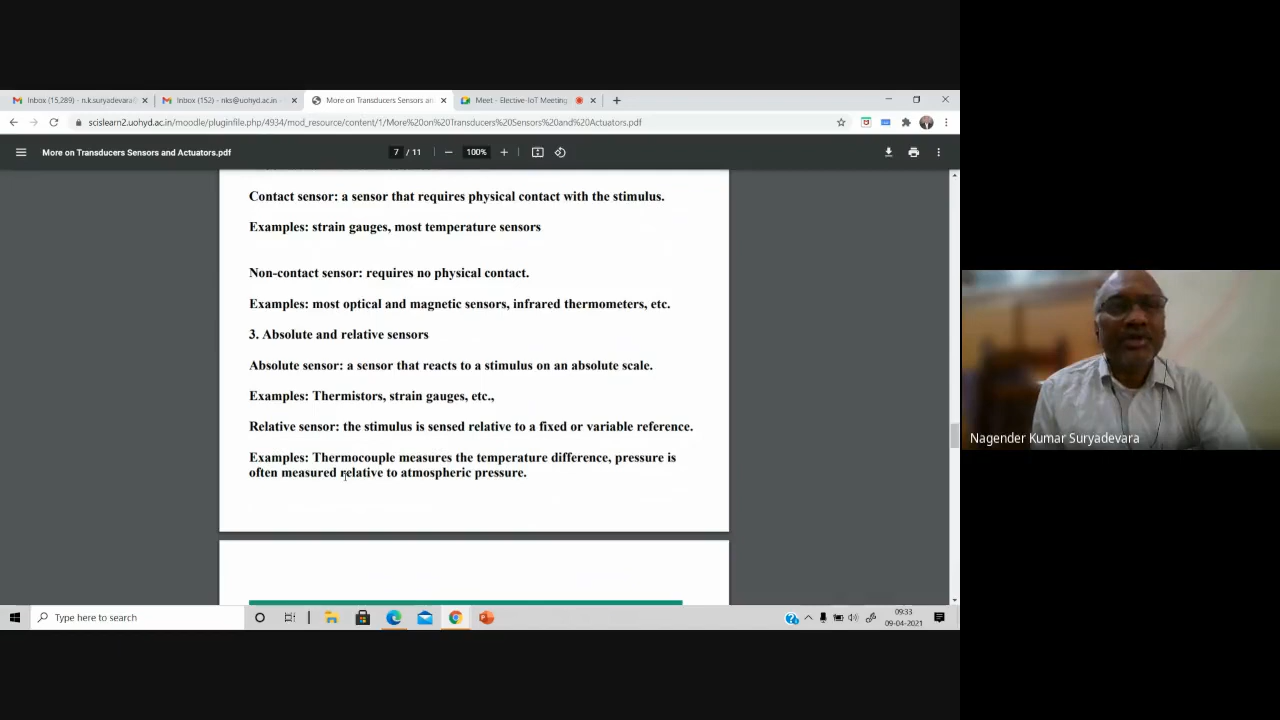 Inbox (15,289) - n.k.suryadevara@
Inbox (152) - nks@uohyd.ac.in -
More on Transducers Sensors an
Meet - Elective-IoT Meeting
scislearn2.uohyd.ac.in/moodle/pluginfile.php/4934/mod_resource/content/1/More%20on%20Transducers%20Sensors%20and%20Actuators.pdf
More on Transducers Sensors and Actuators.pdf
7 / 11
100%
Contact sensor: a sensor that requires physical contact with the stimulus.
Examples: strain gauges, most temperature sensors
Non-contact sensor: requires no physical contact.
Examples: most optical and magnetic sensors, infrared thermometers, etc.
3. Absolute and relative sensors
Absolute sensor: a sensor that reacts to a stimulus on an absolute scale.
Examples: Thermistors, strain gauges, etc.,
Relative sensor: the stimulus is sensed relative to a fixed or variable reference.
Examples: Thermocouple measures the temperature difference, pressure is
often measured relative to atmospheric pressure.
Nagender Kumar Suryadevara
Type here to search
09:33
09-04-2021